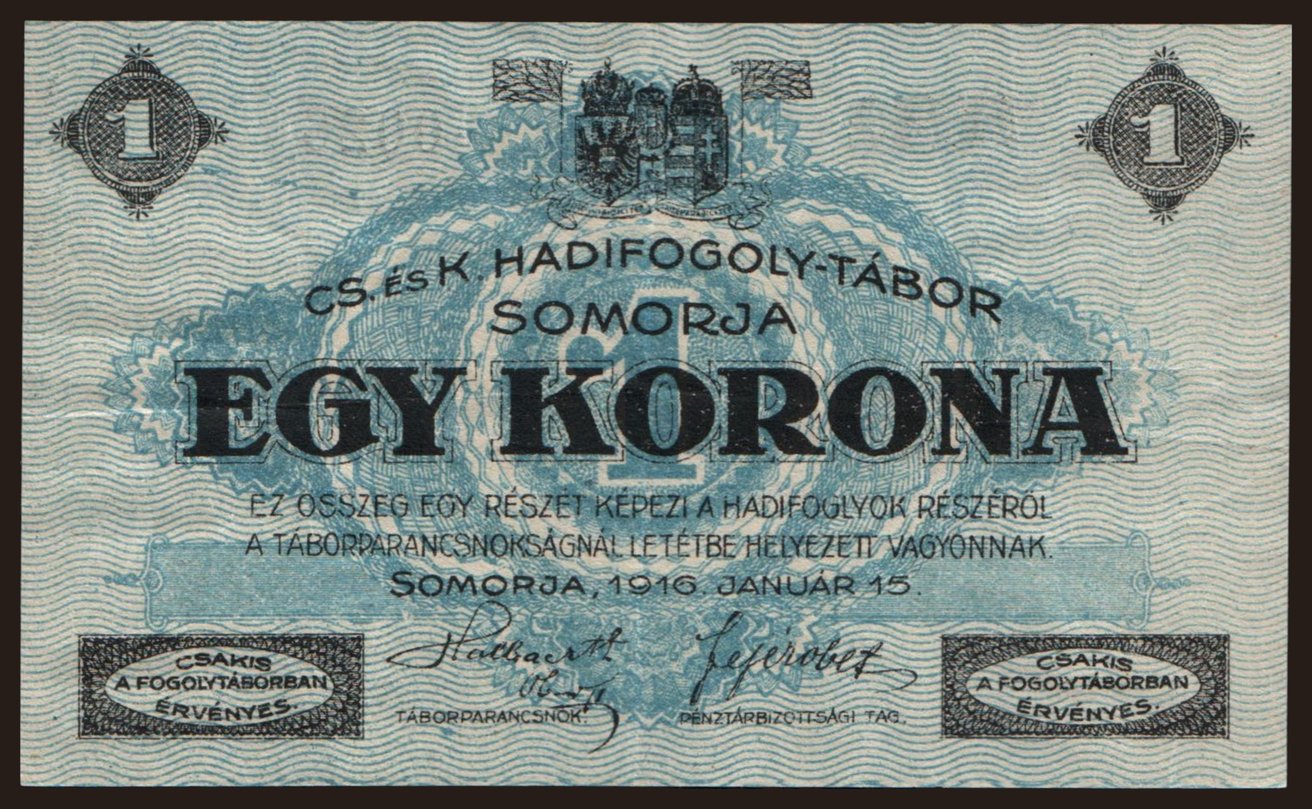 1 1
CS. ÉS K. HADIFOGOLY-TÁBOR
SOMORJA
1
EGY KORONA
EZ ÖSSZEG EGY RÉSZÉT KÉPEZI A HADIFOGLYOK RÉSZÉRŐL
A TÁBORPARANCSNOKSÁGNÁL LETÉTBE HELYEZETT VAGYONNAK.
SOMORJA, 1916. JANUÁR 15.
CSAKIS
A FOGOLYTÁBORBAN
ÉRVÉNYES.
TÁBORPARANCSNOK.
PÉNZTÁRBIZOTTSÁGI TAG.
CSAKIS
A FOGOLYTÁBORBAN
ÉRVÉNYES.